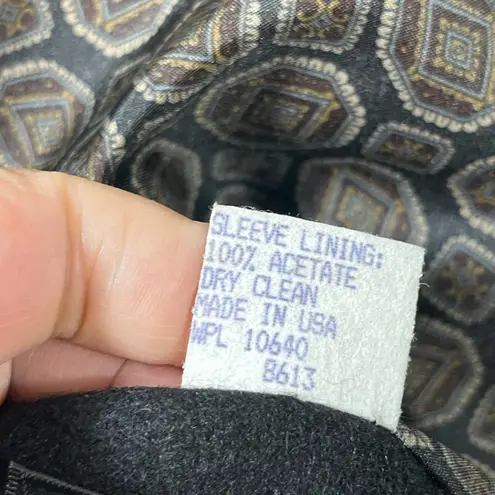 SLEEVE LINING:
100% ACETATE
DRY CLEAN
MADE IN USA
WPL 10640
8613